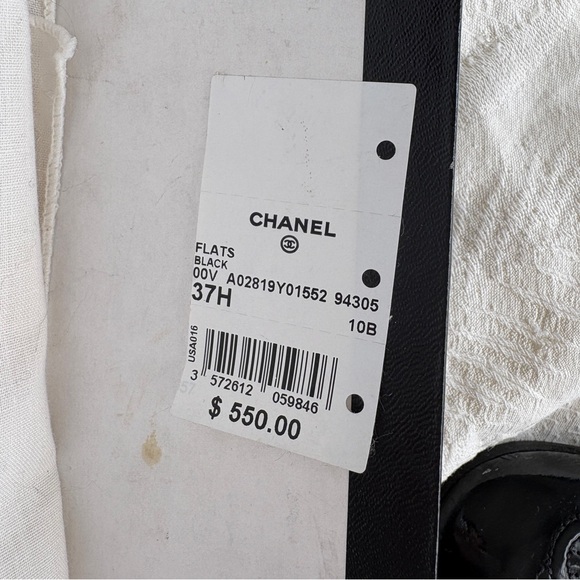 CHANEL
FLATS
BLACK
00V A02819Y01552 94305
37H
10B
USA016
3 572612 059846
$ 550.00